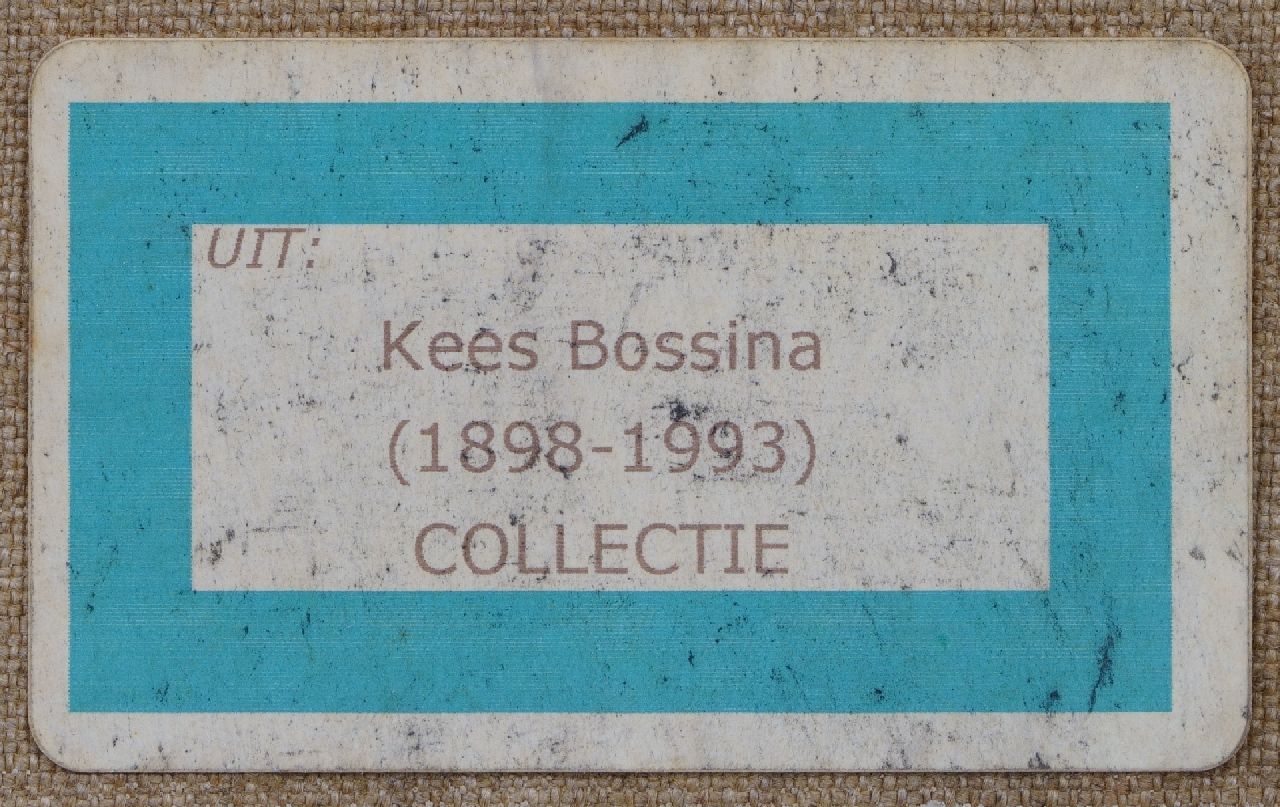 UIT:
Kees Bossina
(1898-1993)
COLLECTIE